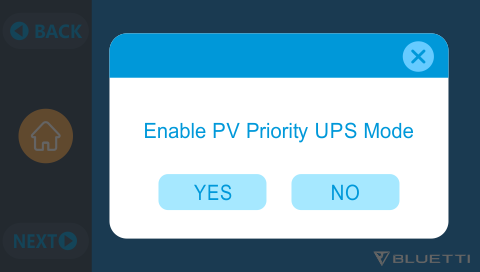 BACK
Enable PV Priority UPS Mode
YES
NO
NEXT
BLUETTI